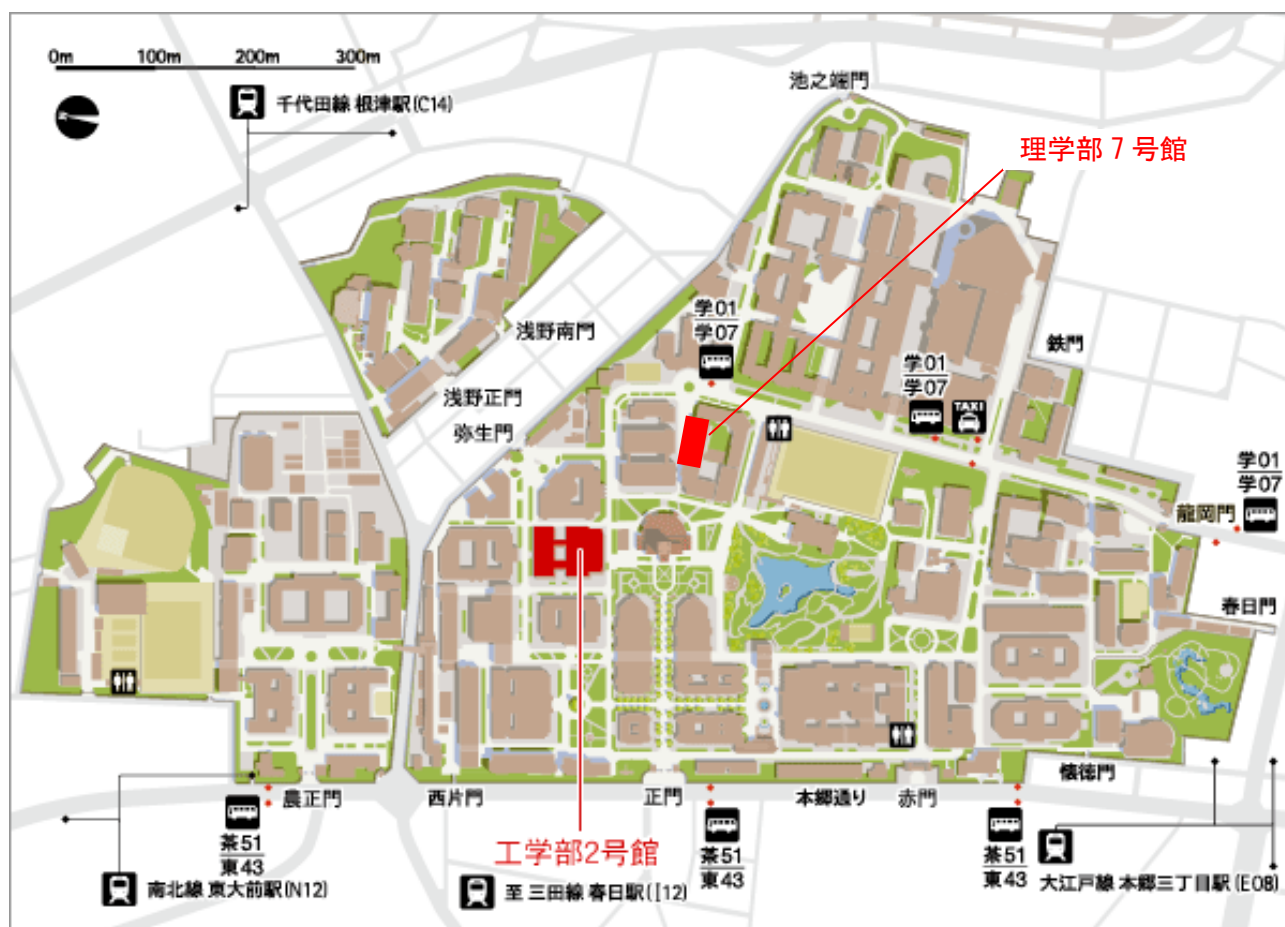 0m 100m 200m 300m
千代田線 根津駅(C14)
池之端門
理学部7号館
学01
学07
浅野南門
鉄門
学01
学07
TAXI
浅野正門
弥生門
学01
学07
龍岡門
春日門
懐徳門
農正門
西片門
正門
本郷通り
赤門
茶51
東43
工学部2号館
茶51
東43
茶51
東43
南北線 東大前駅(N12)
至 三田線 春日駅(I12)
大江戸線 本郷三丁目駅(E08)